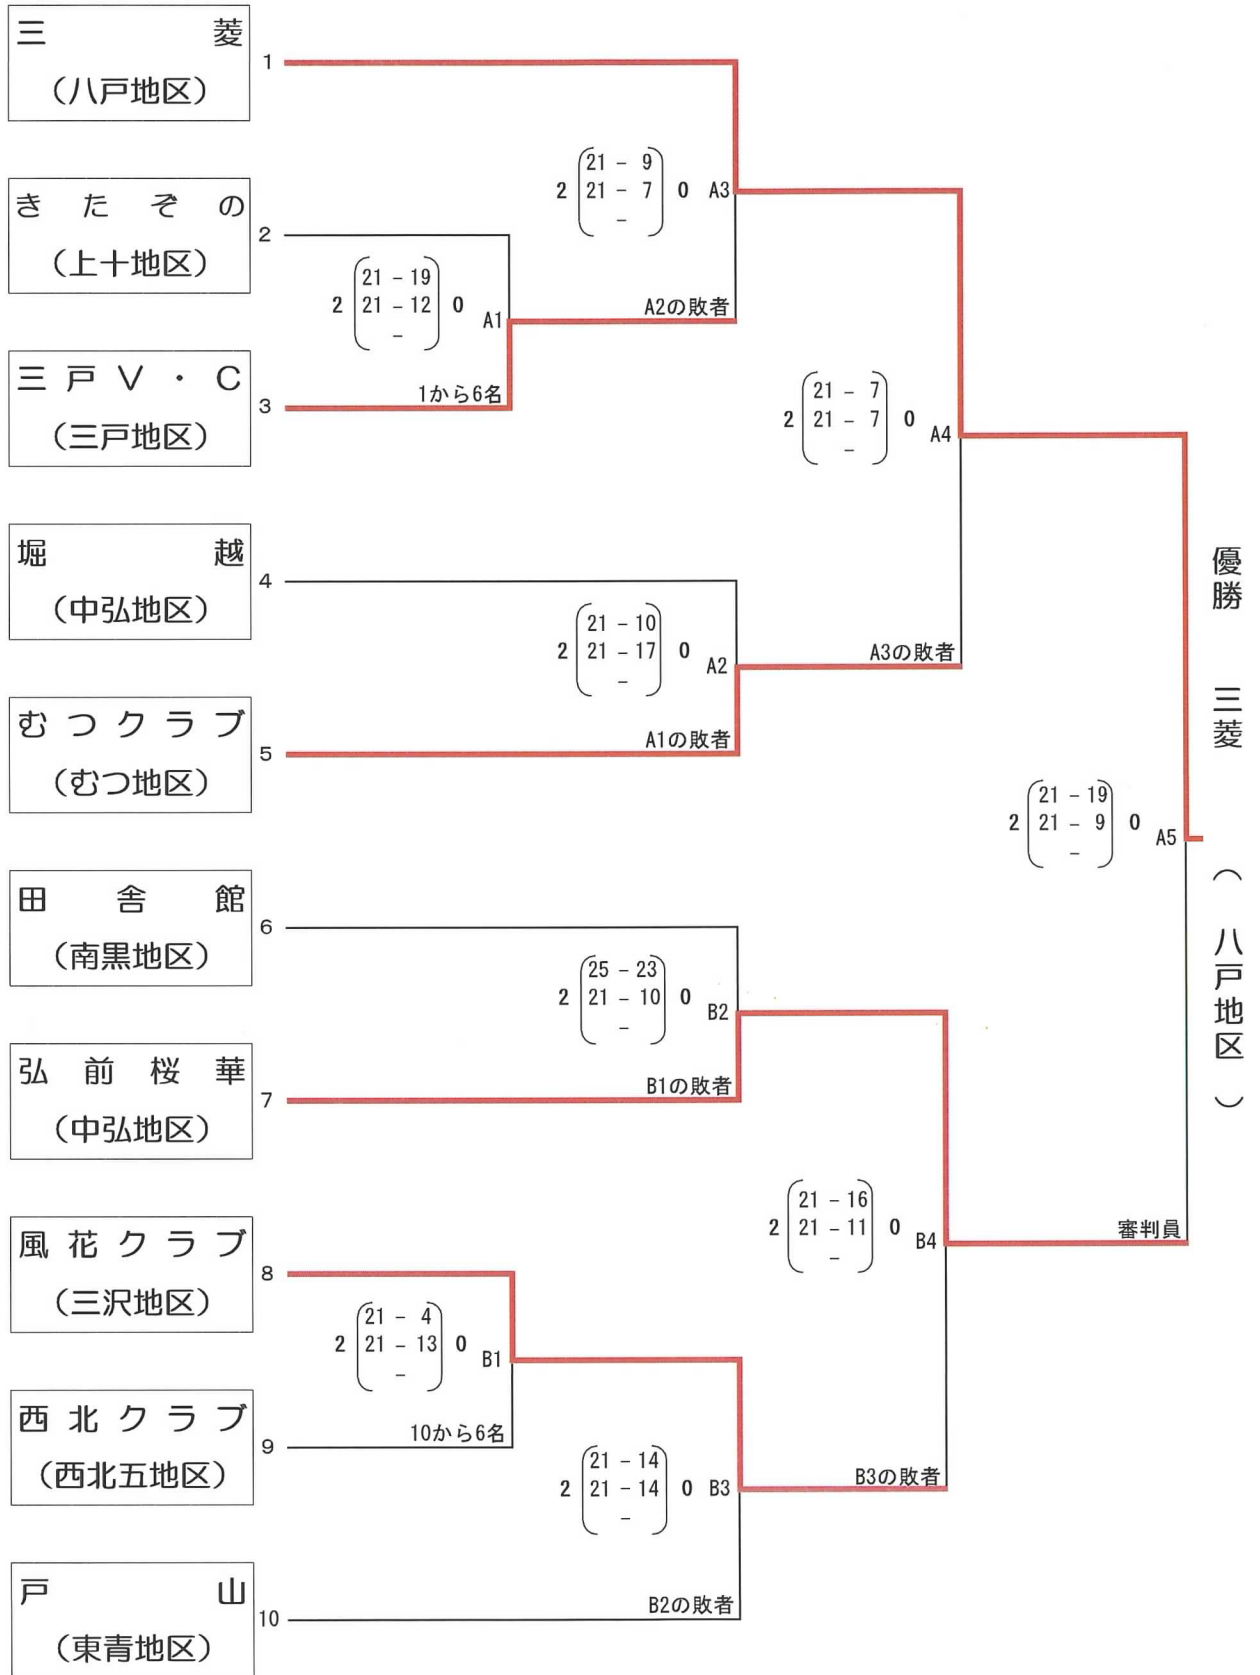 三菱
（八戸地区）
1
2 21 - 9 0 A3
21 - 7
-
きたぞの
（上十地区）
2
2 21 - 19 0 A1
21 - 12
-
A2の敗者
三戸V・C
（三戸地区）
3
1から6名
2 21 - 7 0 A4
21 - 7
-
堀越
（中弘地区）
4
2 21 - 10 0 A2
21 - 17
-
A3の敗者
むつクラブ
（むつ地区）
5
A1の敗者
2 21 - 19 0 A5
21 - 9
-
田舎館
（南黒地区）
6
2 25 - 23 0 B2
21 - 10
-
弘前桜華
（中弘地区）
7
B1の敗者
2 21 - 16 0 B4
21 - 11
-
審判員
風花クラブ
（三沢地区）
8
2 21 - 4 0 B1
21 - 13
-
西北クラブ
（西北五地区）
9
10から6名
2 21 - 14 0 B3
21 - 14
-
B3の敗者
戸山
（東青地区）
10
B2の敗者
優勝 三菱 （八戸地区）